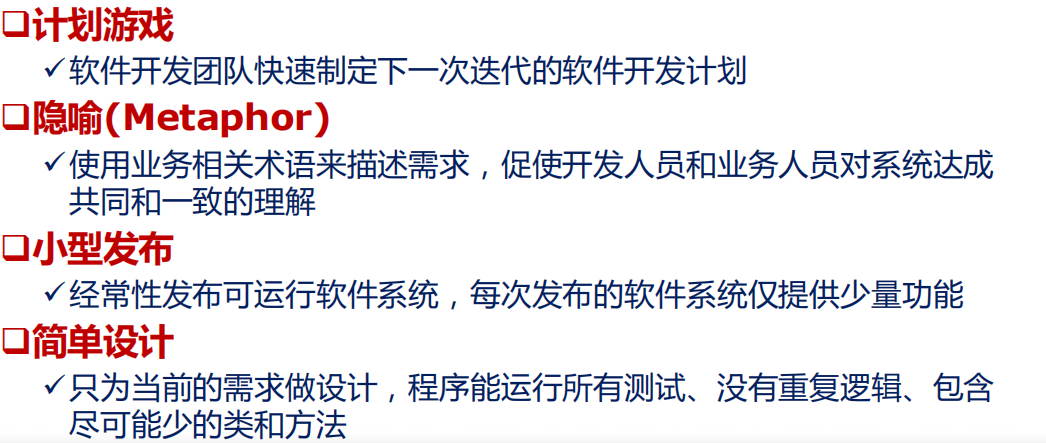 ❑计划游戏
✓软件开发团队快速制定下一次迭代的软件开发计划
❑隐喻(Metaphor)
✓使用业务相关术语来描述需求，促使开发人员和业务人员对系统达成
共同和一致的理解
❑小型发布
✓经常性发布可运行软件系统，每次发布的软件系统仅提供少量功能
❑简单设计
✓只为当前的需求做设计，程序能运行所有测试、没有重复逻辑、包含
尽可能少的类和方法